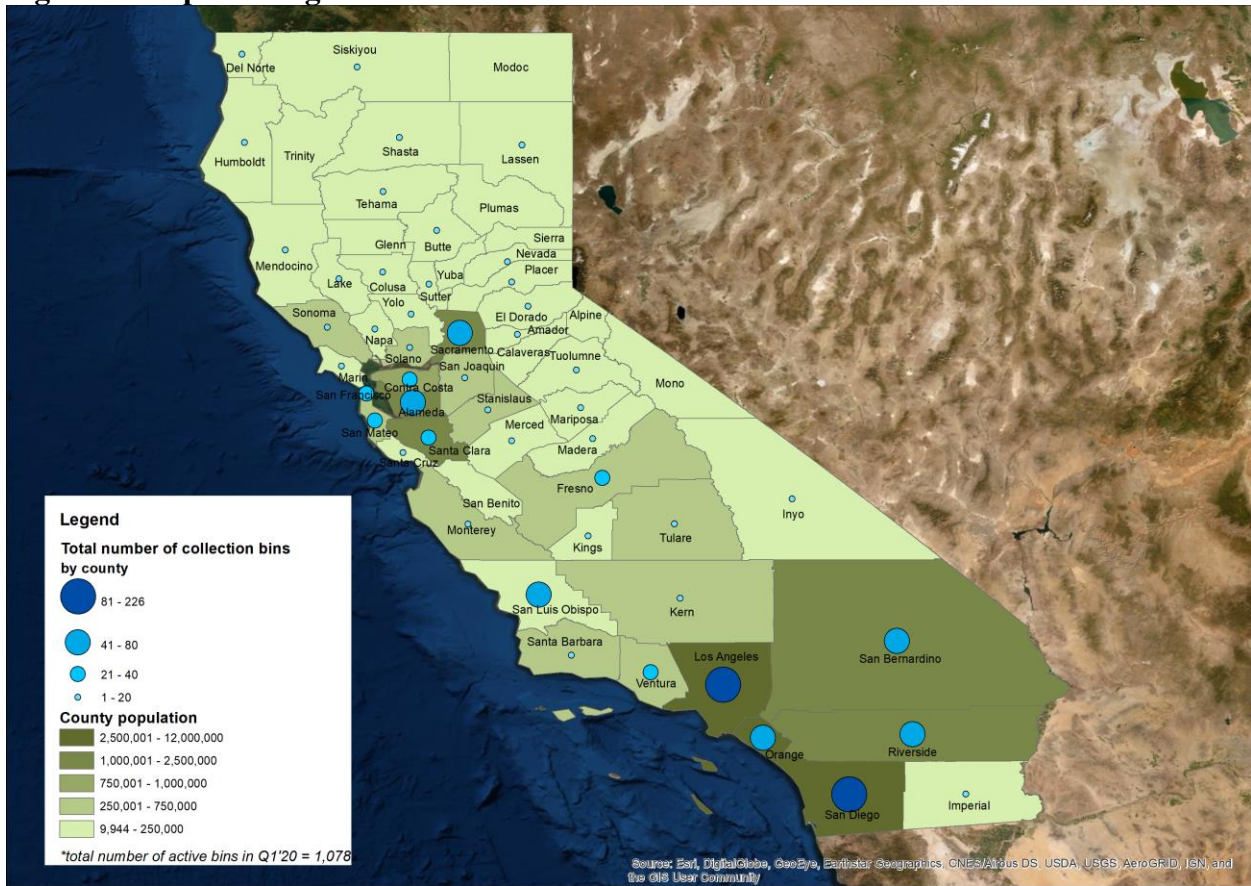 Siskiyou
Del Norte
Modoc
Humboldt
Trinity
Shasta
Lassen
Tehama
Plumas
Glenn
Butte
Sierra
Mendocino
Nevada
Lake
Colusa
Yuba
Placer
Sutter
Yolo
Sonoma
El Dorado
Alpine
Napa
Amador
Solano
Sacramento
Calaveras
Tuolumne
Marin
San Joaquin
Mono
Contra Costa
San Francisco
Stanislaus
Alameda
Mariposa
San Mateo
Merced
Santa Clara
Madera
Santa Cruz
Fresno
San Benito
Inyo
Monterey
Kings
Tulare
San Luis Obispo
Kern
Santa Barbara
Los Angeles
San Bernardino
Ventura
Orange
Riverside
San Diego
Imperial
Legend
Total number of collection bins
by county
81 - 226
41 - 80
21 - 40
1 - 20
County population
2,500,001 - 12,000,000
1,000,001 - 2,500,000
750,001 - 1,000,000
250,001 - 750,000
9,944 - 250,000
*total number of active bins in Q1'20 = 1,078
Source: Esri, DigitalGlobe, GeoEye, Earthstar Geographics, CNES/Airbus DS, USDA, USGS, AeroGRID, IGN, and
the GIS User Community